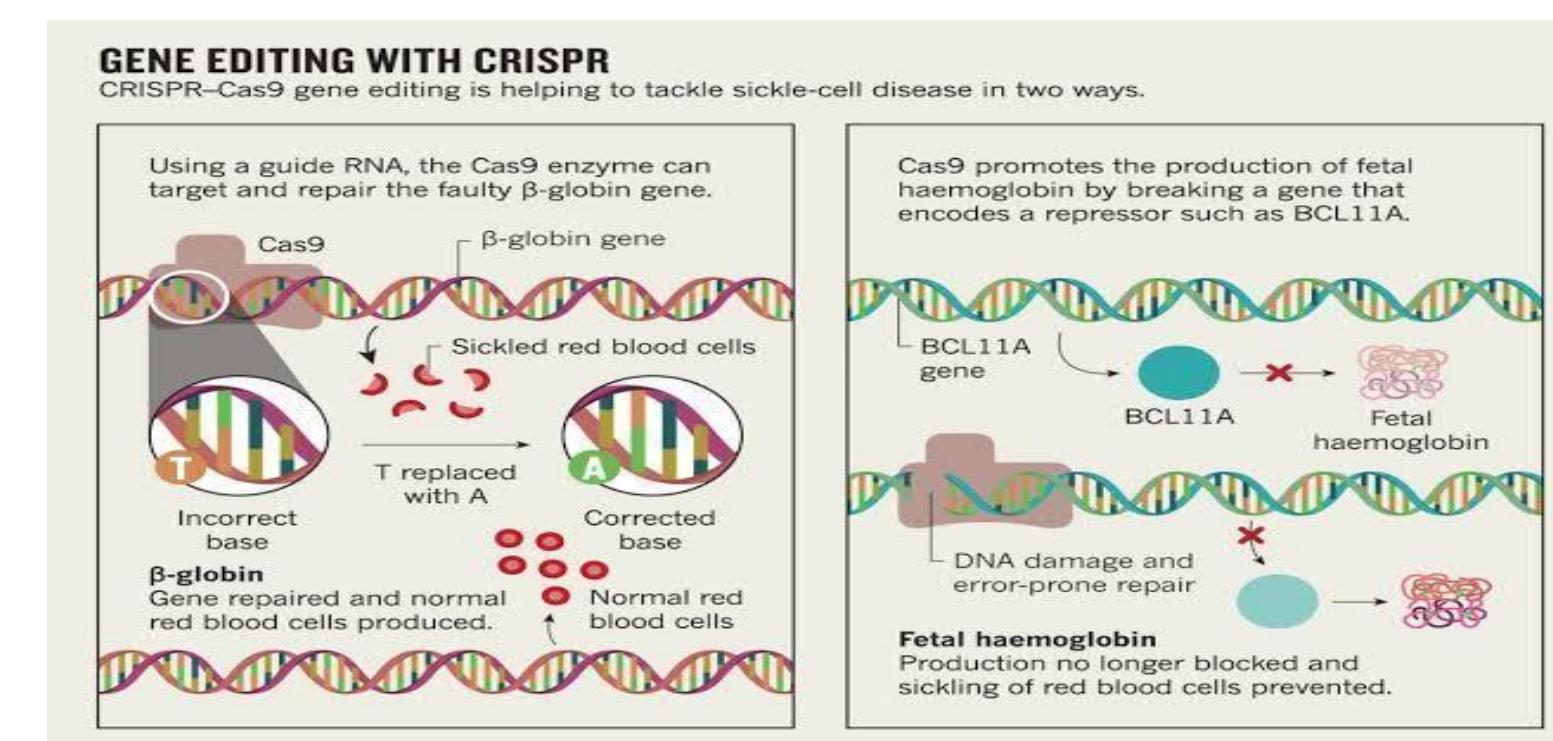 GENE EDITING WITH CRISPR
CRISPR–Cas9 gene editing is helping to tackle sickle-cell disease in two ways.
Using a guide RNA, the Cas9 enzyme can
target and repair the faulty β-globin gene.
Cas9
β-globin gene
Sickled red blood cells
T
T replaced
with A
A
Incorrect
base
Corrected
base
β-globin
Gene repaired and normal
red blood cells produced.
Normal red
blood cells
Cas9 promotes the production of fetal
haemoglobin by breaking a gene that
encodes a repressor such as BCL11A.
BCL11A
gene
BCL11A
Fetal
haemoglobin
DNA damage and
error-prone repair
Fetal haemoglobin
Production no longer blocked and
sickling of red blood cells prevented.